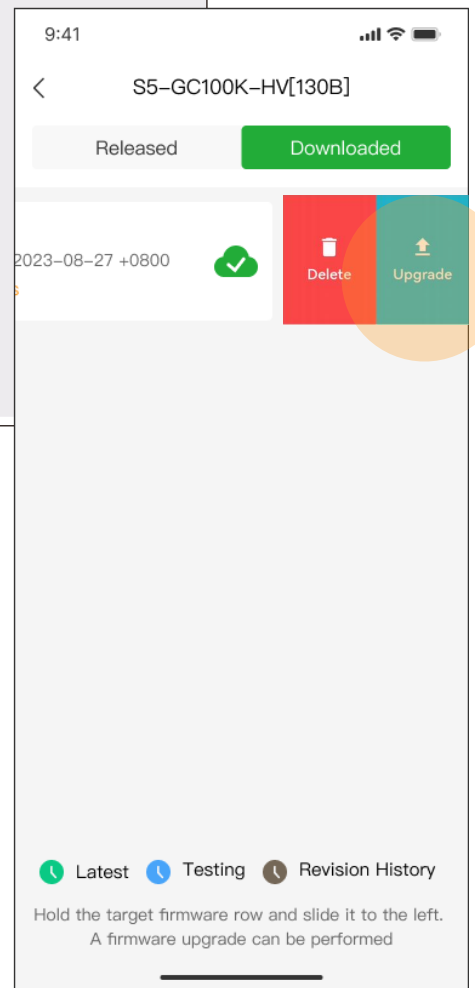 9:41
S5-GC100K-HV[130B]
Released
Downloaded
2023-08-27 +0800
s
Delete
Upgrade
Latest
Testing
Revision History
Hold the target firmware row and slide it to the left.
A firmware upgrade can be performed